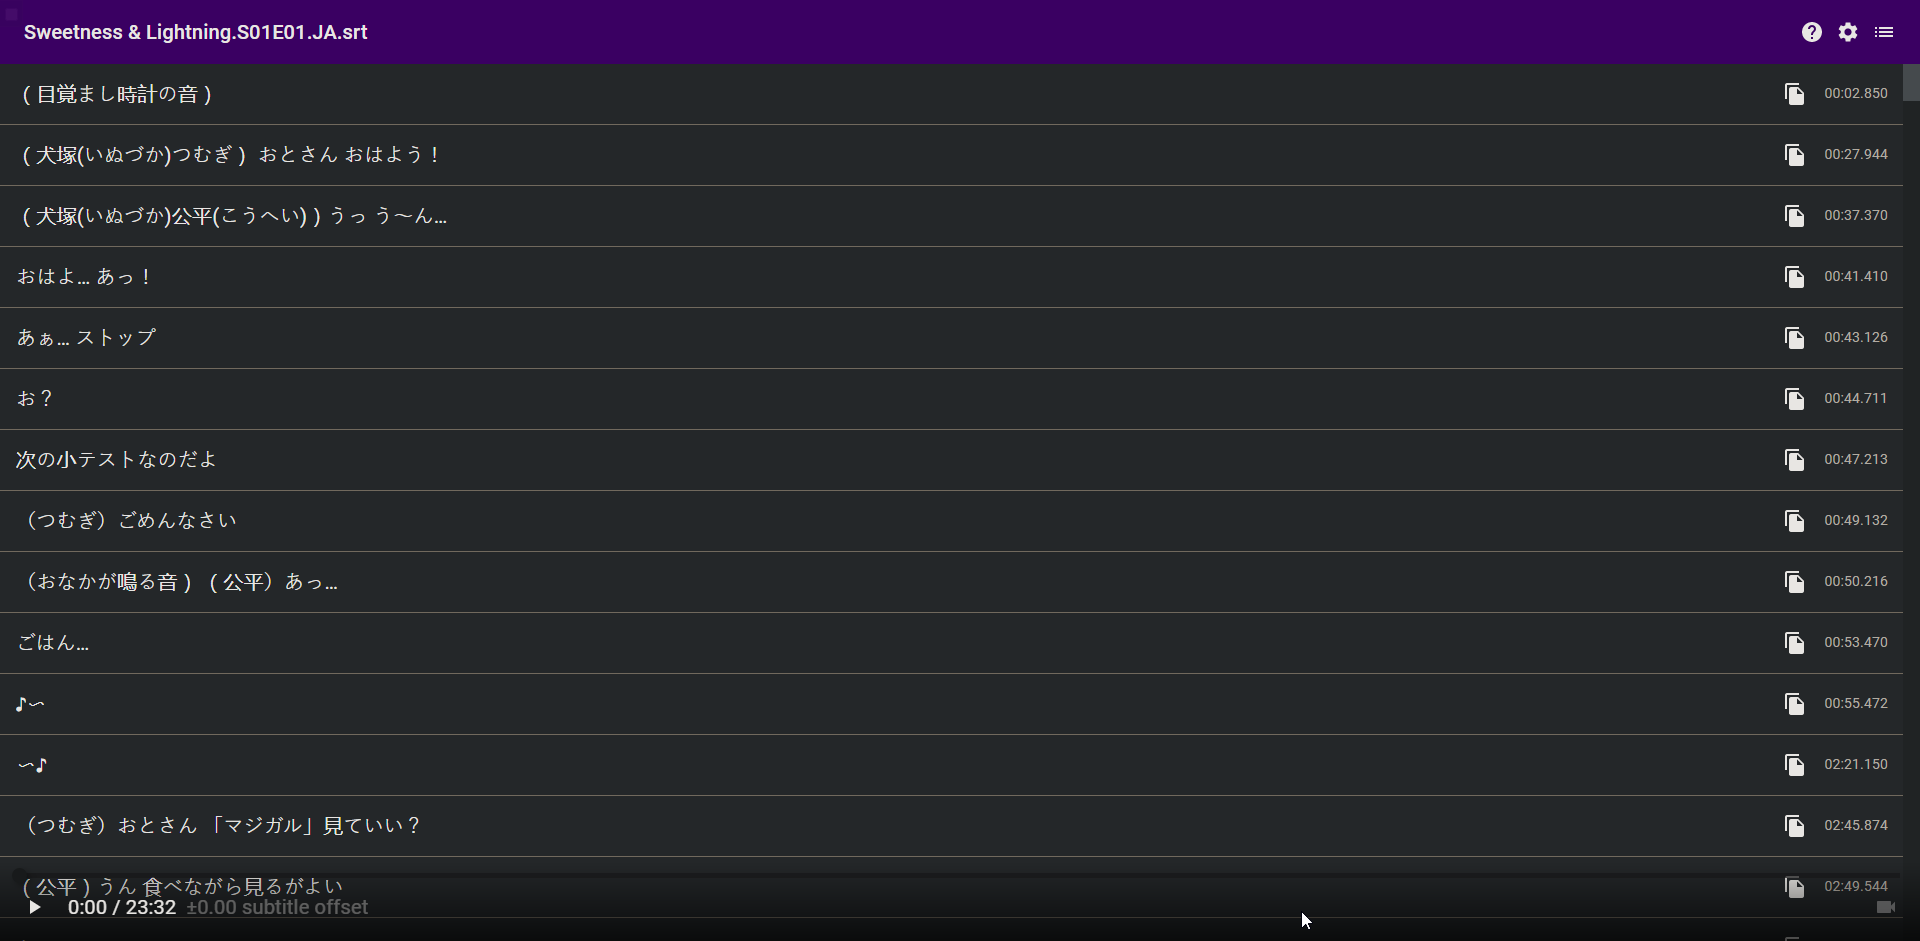 Sweetness & Lightning.S01E01.JA.srt
(目覚まし時計の音) 00:02.850
(犬塚(いぬづか)つむぎ) おとさん おはよう! 00:27.944
(犬塚(いぬづか)公平(こうへい))うっ う~ん… 00:37.370
おはよ… あっ! 00:41.410
あぁ… ストップ 00:43.126
お? 00:44.711
次の小テストなのだよ 00:47.213
(つむぎ)ごめんなさい 00:49.132
(おなかが鳴る音) (公平)あっ… 00:50.216
ごはん… 00:53.470
♪~ 00:55.472
~♪ 02:21.150
(つむぎ)おとさん 「マジガル」見ていい? 02:45.874
(公平)うん 食べながら見るがよい 02:49.544
0:00 / 23:32 ±0.00 subtitle offset